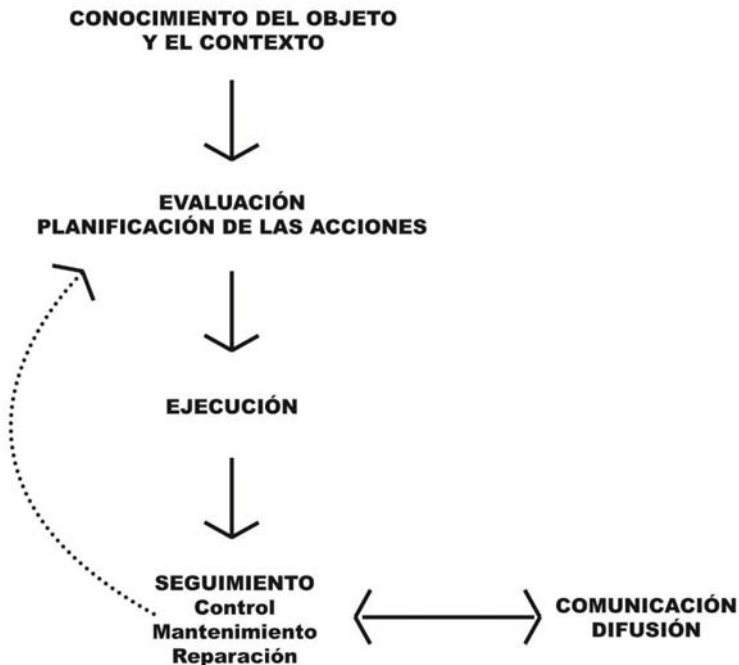 CONOCIMIENTO DEL OBJETO
Y EL CONTEXTO
EVALUACIÓN
PLANIFICACIÓN DE LAS ACCIONES
EJECUCIÓN
SEGUIMIENTO
Control
Mantenimiento
Reparación
COMUNICACIÓN
DIFUSIÓN